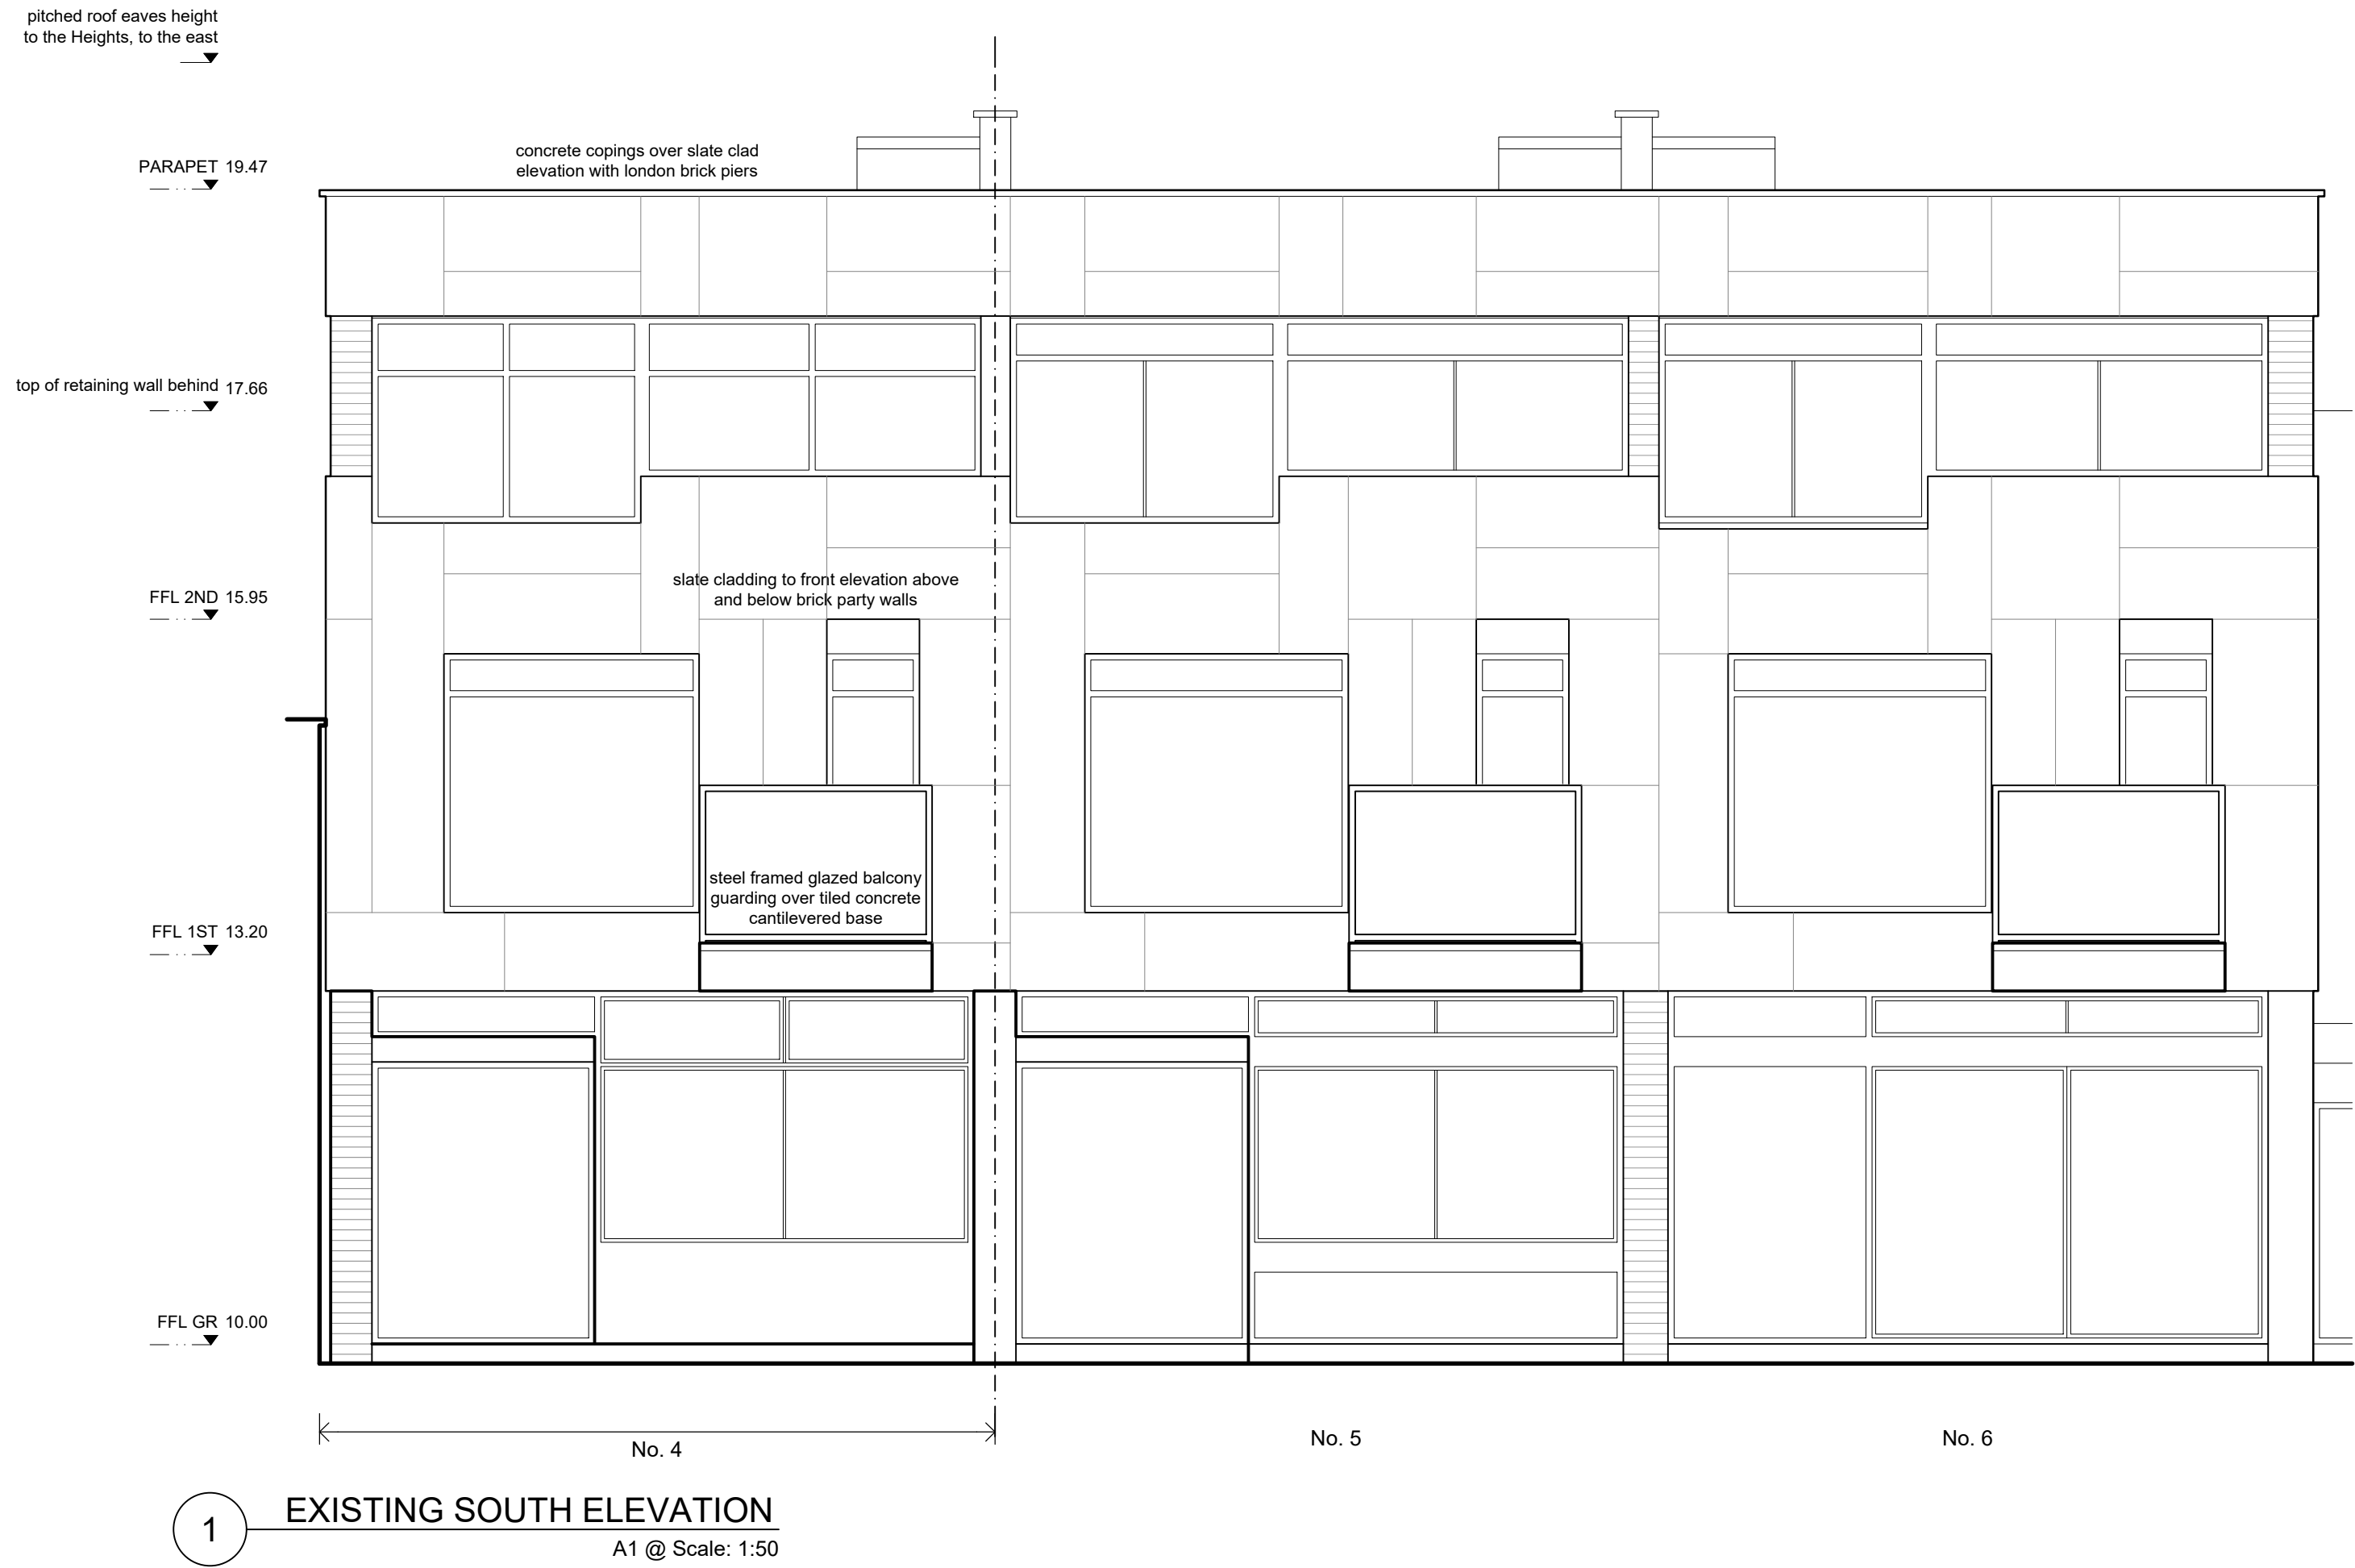 pitched roof eaves height
to the Heights, to the east
PARAPET 19.47
concrete copings over slate clad
elevation with london brick piers
top of retaining wall behind 17.66
slate cladding to front elevation above
and below brick party walls
FFL 2ND 15.95
steel framed glazed balcony
guarding over tiled concrete
cantilevered base
FFL 1ST 13.20
FFL GR 10.00
No. 4
No. 5
No. 6
1 EXISTING SOUTH ELEVATION
A1 @ Scale: 1:50